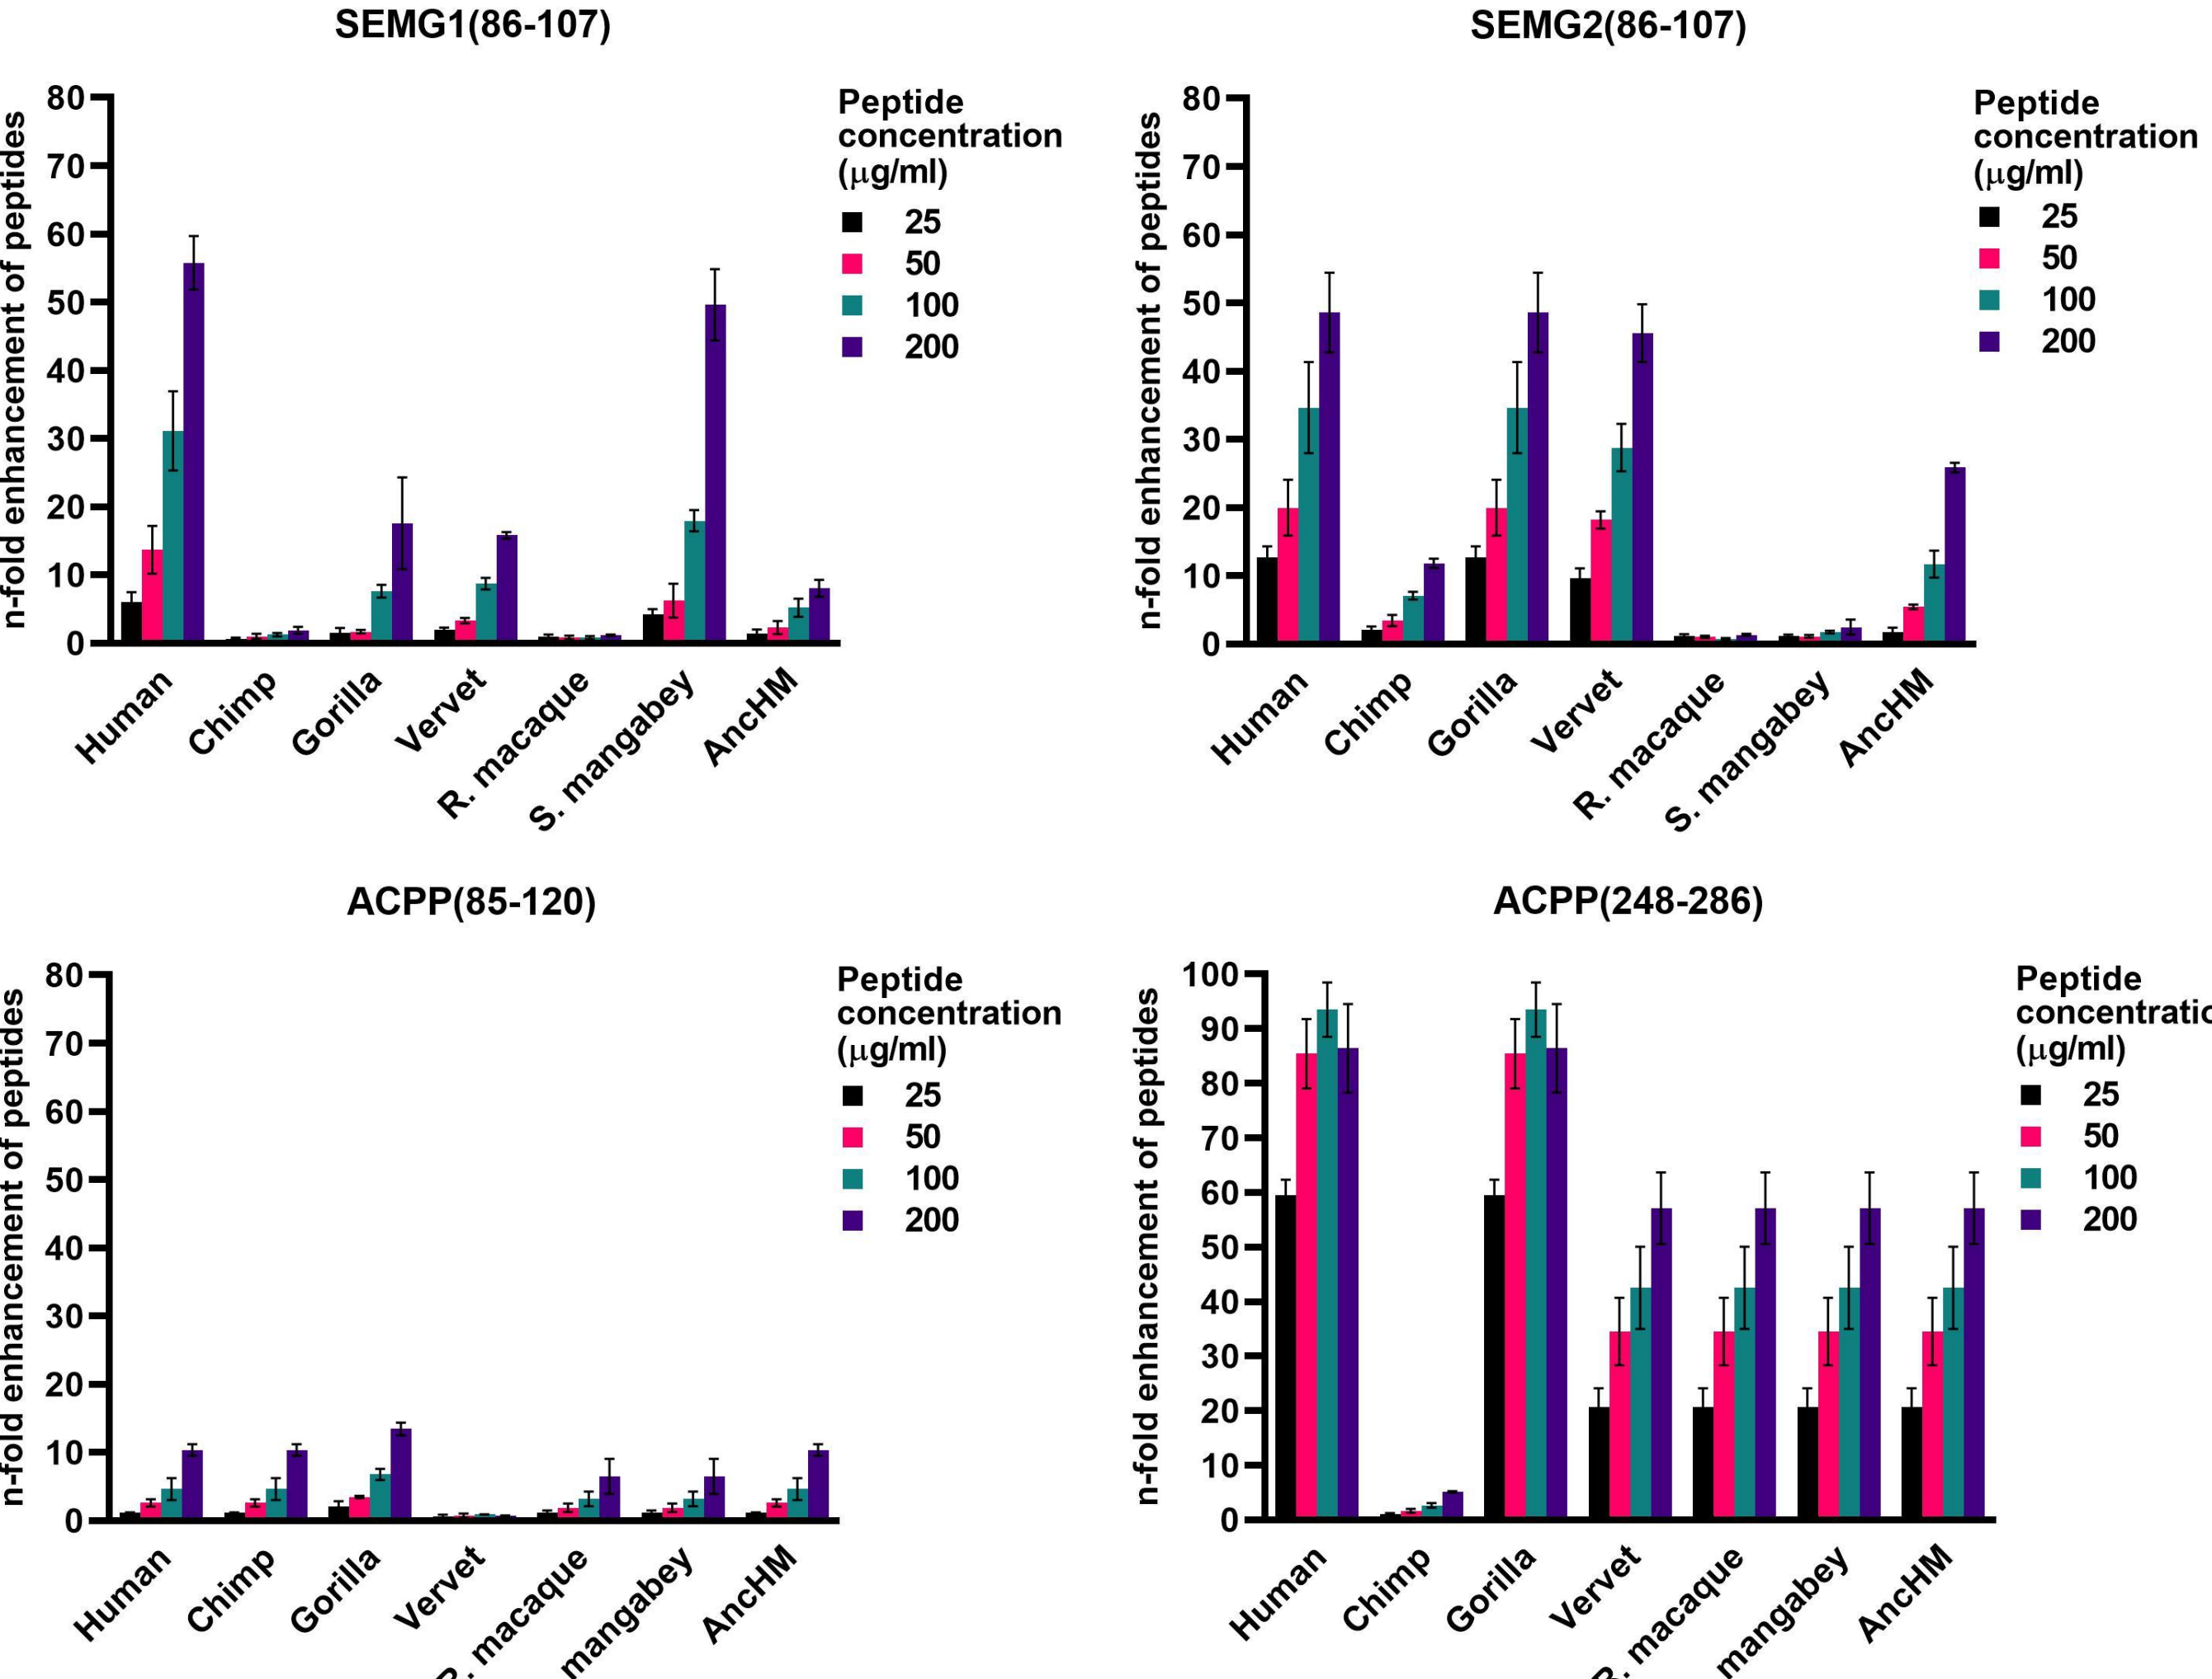 SEMG1(86-107)
n-fold enhancement of peptides
80
70
60
50
40
30
20
10
0
Human
Chimp
Gorilla
Vervet
R. macaque
S. mangabey
AncHM
Peptide
concentration
(μg/ml)
25
50
100
200
SEMG2(86-107)
n-fold enhancement of peptides
80
70
60
50
40
30
20
10
0
Human
Chimp
Gorilla
Vervet
R. macaque
S. mangabey
AncHM
Peptide
concentration
(μg/ml)
25
50
100
200
ACPP(85-120)
n-fold enhancement of peptides
80
70
60
50
40
30
20
10
0
Human
Chimp
Gorilla
Vervet
R. macaque
mangabey
AncHM
Peptide
concentration
(μg/ml)
25
50
100
200
ACPP(248-286)
n-fold enhancement of peptides
100
90
80
70
60
50
40
30
20
10
0
Human
Chimp
Gorilla
Vervet
R. macaque
mangabey
AncHM
Peptide
concentratio
(μg/ml)
25
50
100
200